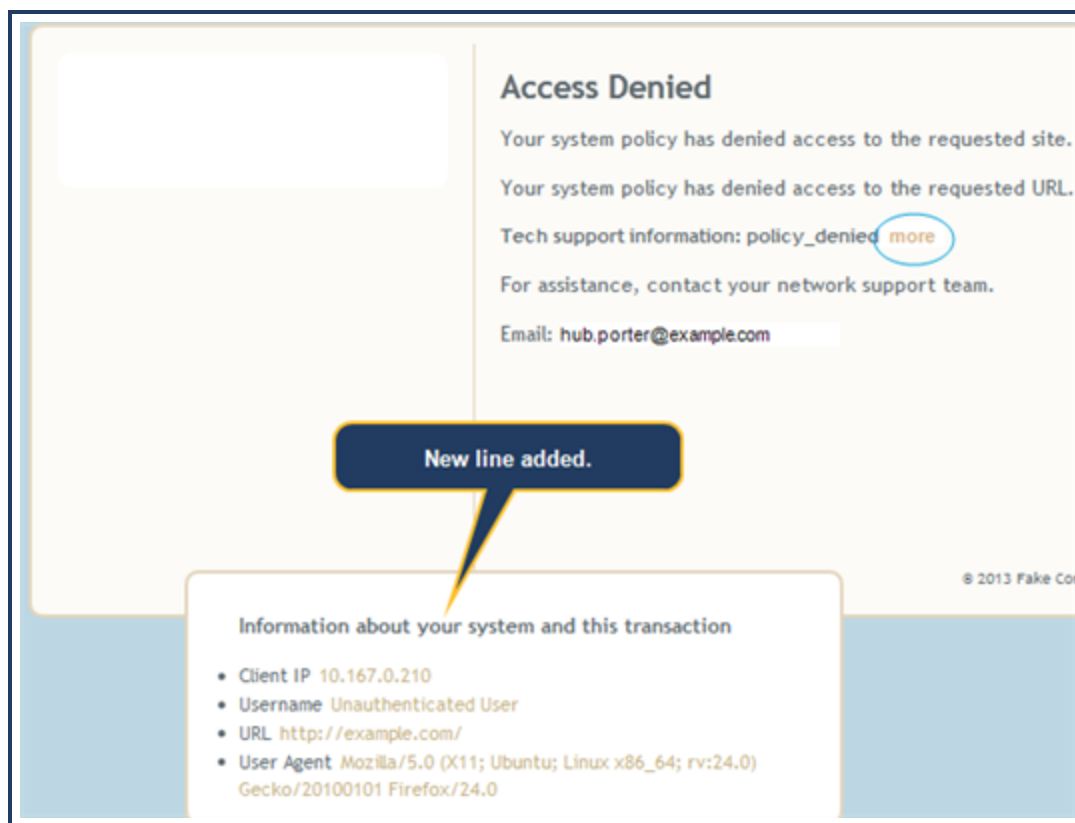 Access Denied
Your system policy has denied access to the requested site.
Your system policy has denied access to the requested URL.
Tech support information: policy_denied more
For assistance, contact your network support team.
Email: hub.porter@example.com
New line added.
© 2013 Fake
Information about your system and this transaction
• Client IP 10.167.0.210
• Username Unauthenticated User
• URL http://example.com/
• User Agent Mozilla/5.0 (X11; Ubuntu; Linux x86_64; rv:24.0)
Gecko/20100101 Firefox/24.0